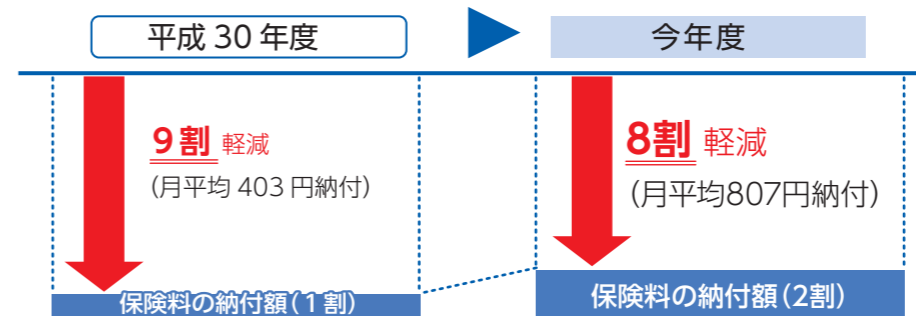 平成 30 年度
今年度
9割 軽減
(月平均 403 円納付)
8割 軽減
(月平均807円納付)
保険料の納付額(1割)
保険料の納付額(2割)